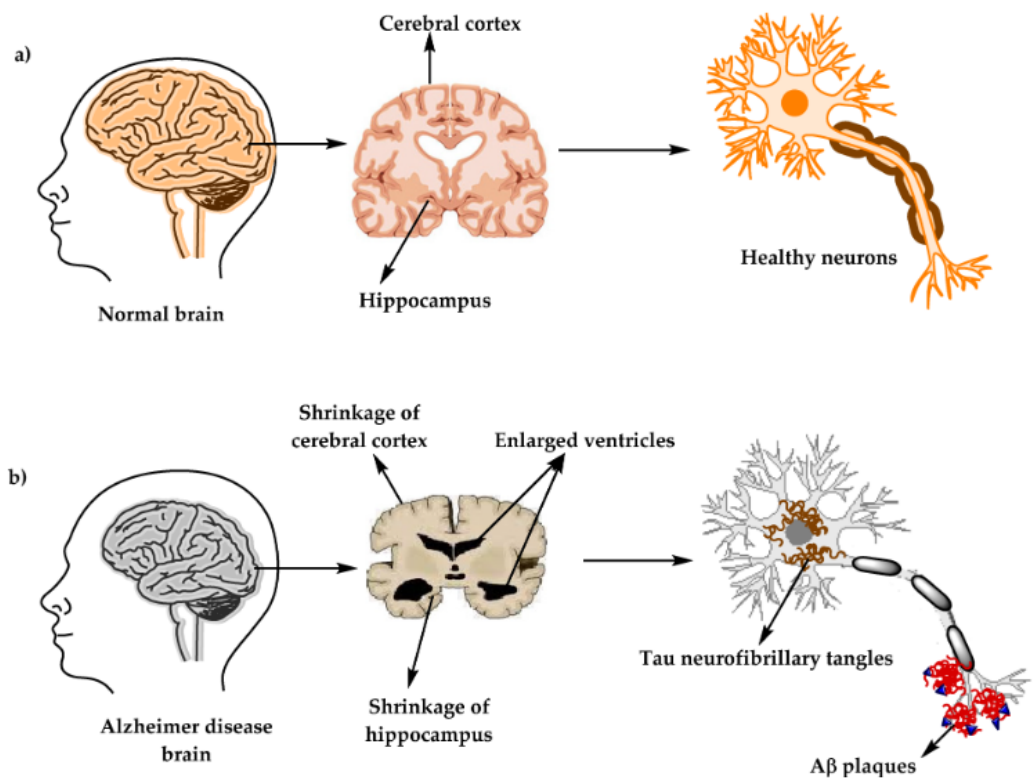 a)
Cerebral cortex
Hippocampus
Normal brain
Healthy neurons
b)
Shrinkage of
cerebral cortex
Enlarged ventricles
Tau neurofibrillary tangles
Shrinkage of
hippocampus
Alzheimer disease
brain
Aβ plaques